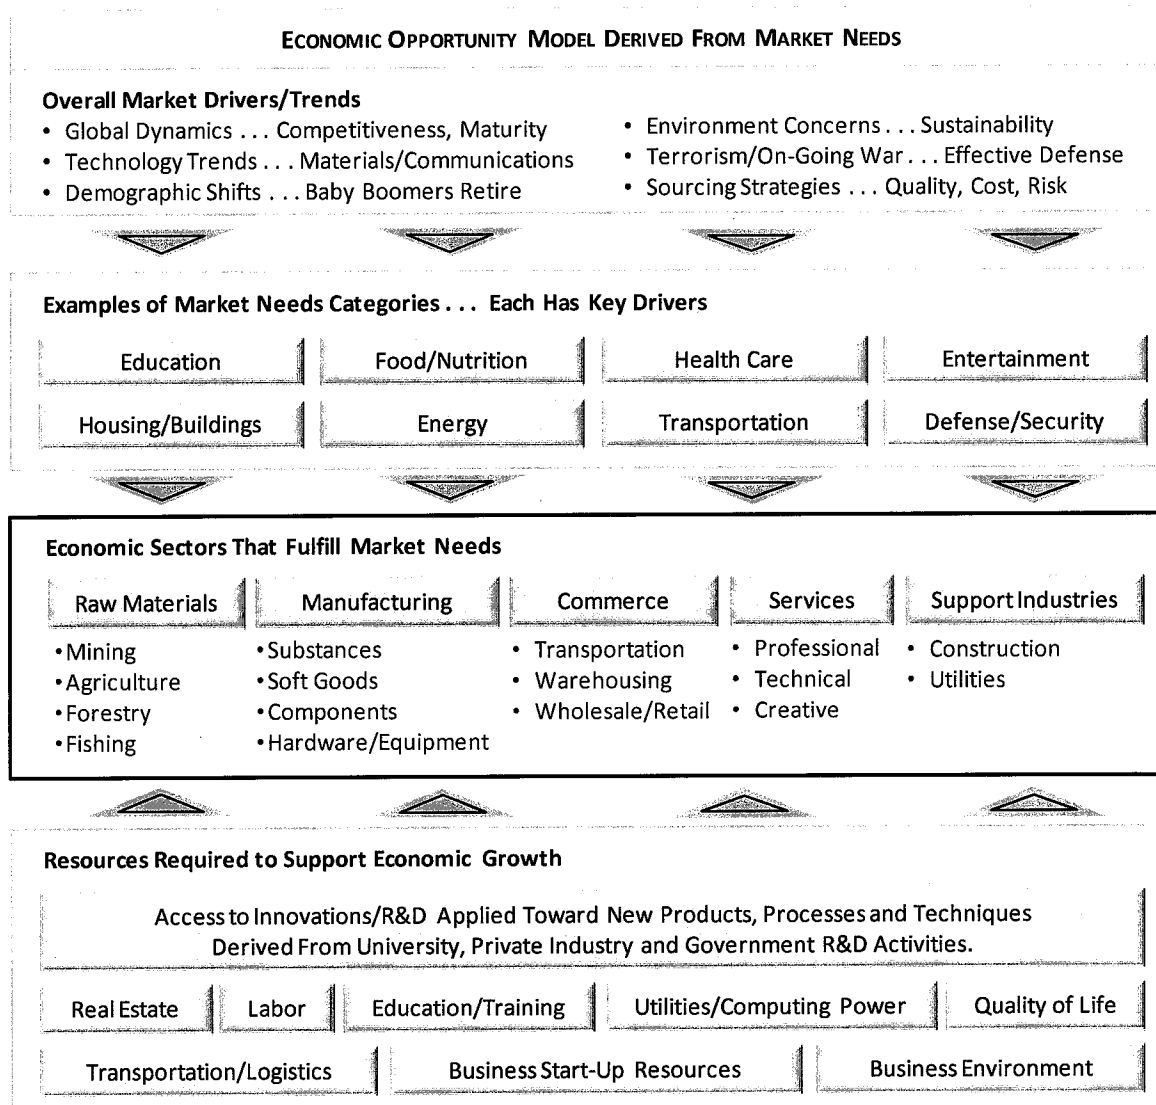 ECONOMIC OPPORTUNITY MODEL DERIVED FROM MARKET NEEDS
Overall Market Drivers/Trends
• Global Dynamics . . . Competitiveness, Maturity
• Technology Trends . . . Materials/Communications
• Demographic Shifts . . . Baby Boomers Retire
• Environment Concerns . . . Sustainability
• Terrorism/On-Going War . . . Effective Defense
• Sourcing Strategies . . . Quality, Cost, Risk
Examples of Market Needs Categories . . . Each Has Key Drivers
Education
Food/Nutrition
Health Care
Entertainment
Housing/Buildings
Energy
Transportation
Defense/Security
Economic Sectors That Fulfill Market Needs
Raw Materials
• Mining
• Agriculture
• Forestry
• Fishing
Manufacturing
• Substances
• Soft Goods
• Components
• Hardware/Equipment
Commerce
• Transportation
• Warehousing
• Wholesale/Retail
Services
• Professional
• Technical
• Creative
Support Industries
• Construction
• Utilities
Resources Required to Support Economic Growth
Access to Innovations/R&D Applied Toward New Products, Processes and Techniques
Derived From University, Private Industry and Government R&D Activities.
Real Estate
Labor
Education/Training
Utilities/Computing Power
Quality of Life
Transportation/Logistics
Business Start-Up Resources
Business Environment